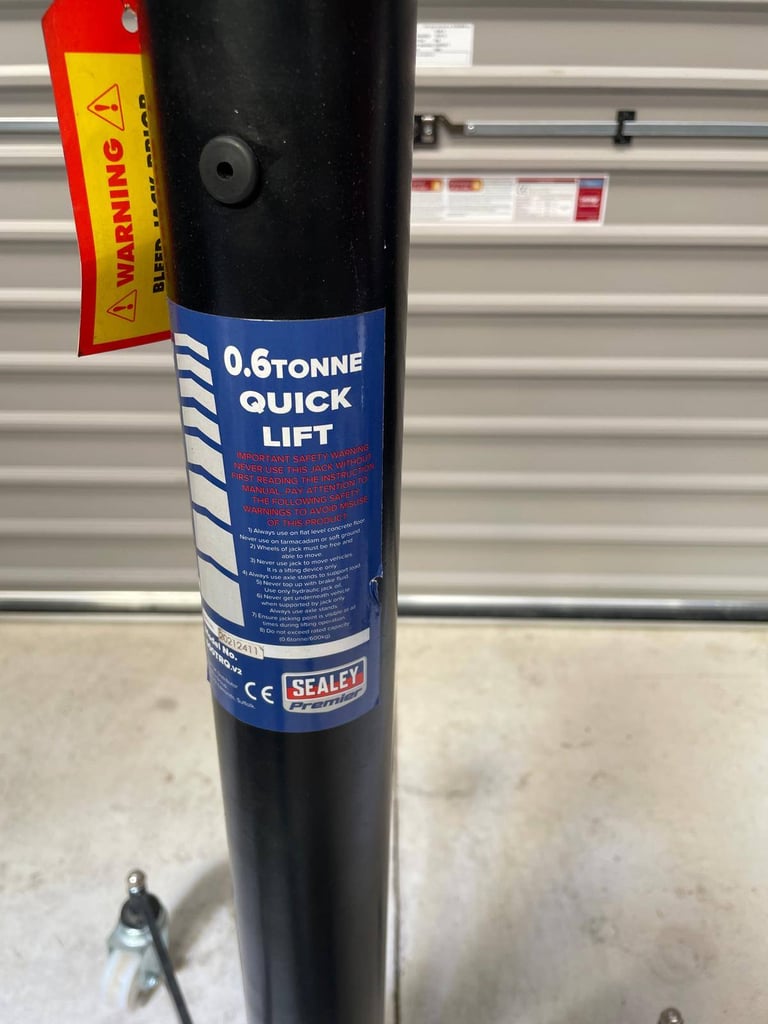 WARNING
BLEED JACK PRIOR
0.6TONNE
QUICK
LIFT
IMPORTANT SAFETY WARNING
NEVER USE THIS JACK WITHOUT
FIRST READING THE INSTRUCTION
MANUAL. PAY ATTENTION TO
THE FOLLOWING SAFETY
WARNINGS TO AVOID MISUSE
OF THIS PRODUCT
1) Always use on flat level concrete floor.
Never use on tarmacadam or soft ground.
2) Wheels of jack must be free and
able to move.
3) Never use jack to move vehicles.
It is a lifting device only.
4) Always use axle stands to support load.
5) Never top up with brake fluid.
Use only hydraulic jack oil.
6) Never get underneath vehicle
when supported by jack only.
Always use axle stands.
7) Ensure jacking point is visible at all
times during lifting operation.
8) Do not exceed rated capacity
(0.6tonne/600kg)
20212411
Model No.
TRQ.V2
Suffolk.
CE
SEALEY
Premier